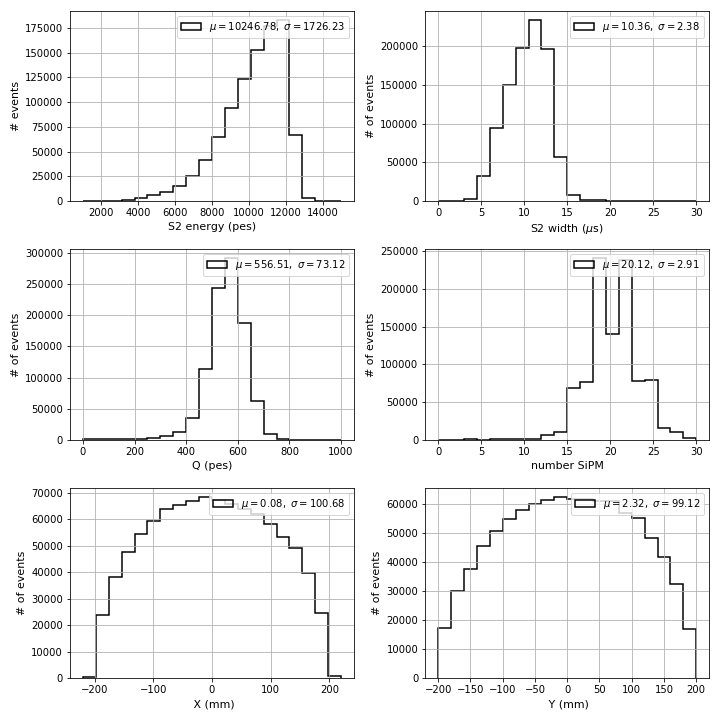 μ = 10246.78, σ = 1726.23
175000
150000
125000
100000
75000
50000
25000
0
# events
2000 4000 6000 8000 10000 12000 14000
S2 energy (pes)
μ = 10.36, σ = 2.38
200000
150000
100000
50000
0
# of events
0 5 10 15 20 25 30
S2 width (μs)
μ = 556.51, σ = 73.12
300000
250000
200000
150000
100000
50000
0
# of events
0 200 400 600 800 1000
Q (pes)
μ = 20.12, σ = 2.91
250000
200000
150000
100000
50000
0
# of events
0 5 10 15 20 25 30
number SiPM
μ = 0.08, σ = 100.68
70000
60000
50000
40000
30000
20000
10000
0
# of events
−200 −100 0 100 200
X (mm)
μ = 2.32, σ = 99.12
60000
50000
40000
30000
20000
10000
0
# of events
−200 −150 −100 −50 0 50 100 150 200
Y (mm)